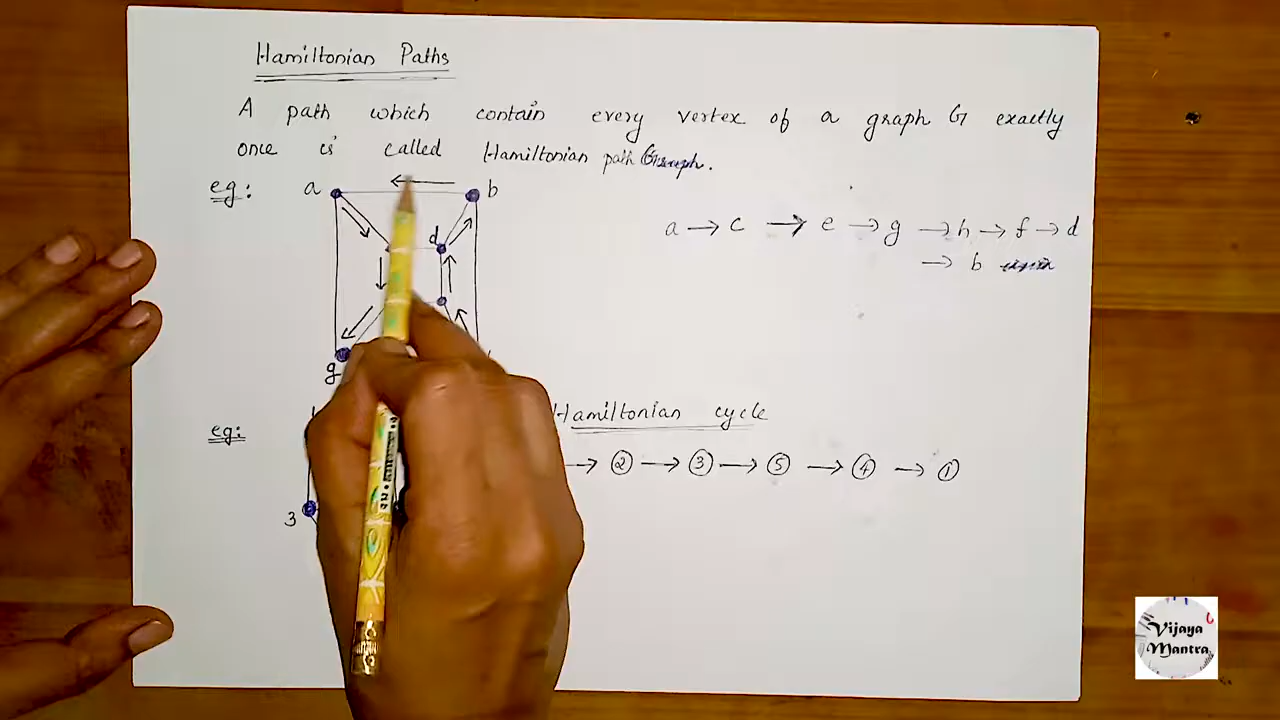 Hamiltonian Paths
A path which contain every vertex of a graph G exactly
once is called Hamiltonian path Graph.
eg: a b
d
a → c → e → g → h → f → d
→ b
g
Hamiltonian cycle
eg:
→ ② → ③ → ⑤ → ④ → ①
3
Vijaya
Mantra